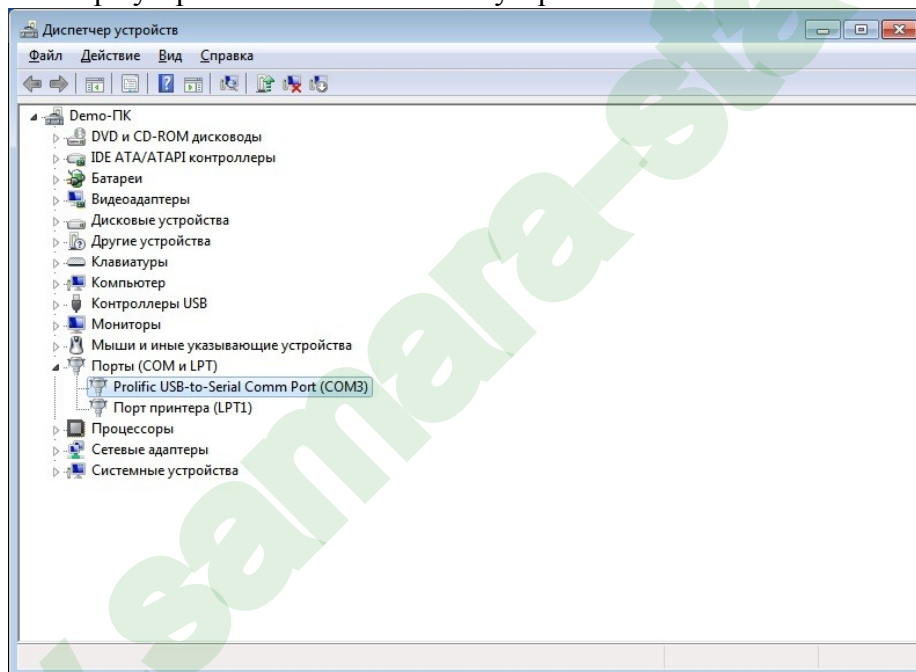 Диспетчер устройств
Файл Действие Вид Справка
Demo-ПК
DVD и CD-ROM дисководы
IDE ATA/ATAPI контроллеры
Батареи
Видеоадаптеры
Дисковые устройства
Другие устройства
Клавиатуры
Компьютер
Контроллеры USB
Мониторы
Мыши и иные указывающие устройства
Порты (COM и LPT)
Prolific USB-to-Serial Comm Port (COM3)
Порт принтера (LPT1)
Процессоры
Сетевые адаптеры
Системные устройства
samara-sta